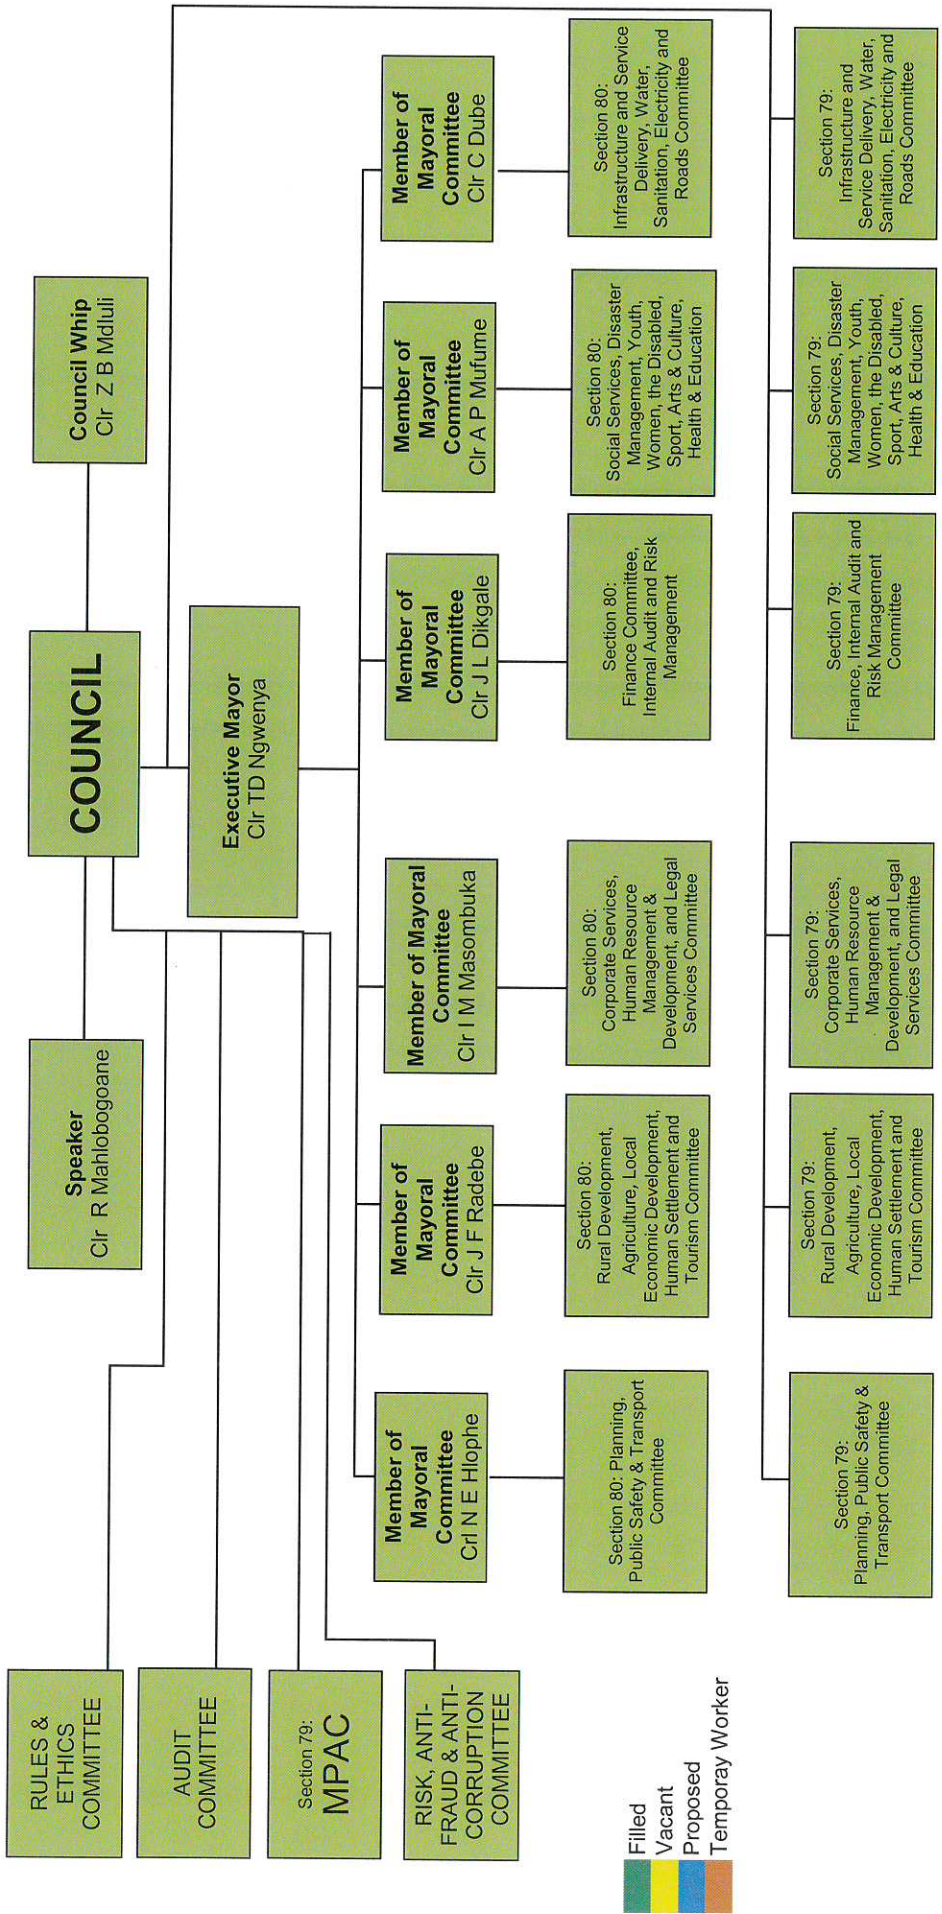 COUNCIL
Speaker
Clr R Mahlobogoane
Council Whip
Clr Z B Mdluli
Executive Mayor
Clr TD Ngwenya
RULES &
ETHICS
COMMITTEE
AUDIT
COMMITTEE
Section 79:
MPAC
RISK, ANTI-
FRAUD & ANTI-
CORRUPTION
COMMITTEE
Member of
Mayoral
Committee
Crl N E Hlophe
Member of
Mayoral
Committee
Clr J F Radebe
Member of Mayoral
Committee
Clr I M Masombuka
Member of
Mayoral
Committee
Clr J L Dikgale
Member of
Mayoral
Committee
Clr A P Mufume
Member of
Mayoral
Committee
Clr C Dube
Section 80: Planning,
Public Safety & Transport
Committee
Section 80:
Rural Development,
Agriculture, Local
Economic Development,
Human Settlement and
Tourism Committee
Section 80:
Corporate Services,
Human Resource
Management &
Development, and Legal
Services Committee
Section 80:
Finance Committee,
Internal Audit and Risk
Management
Section 80:
Social Services, Disaster
Management, Youth,
Women, the Disabled,
Sport, Arts & Culture,
Health & Education
Section 80:
Infrastructure and Service
Delivery, Water,
Sanitation, Electricity and
Roads Committee
Section 79:
Planning, Public Safety &
Transport Committee
Section 79:
Rural Development,
Agriculture, Local
Economic Development,
Human Settlement and
Tourism Committee
Section 79:
Corporate Services,
Human Resource
Management &
Development, and Legal
Services Committee
Section 79:
Finance, Internal Audit and
Risk Management
Committee
Section 79:
Social Services, Disaster
Management, Youth,
Women, the Disabled,
Sport, Arts & Culture,
Health & Education
Section 79:
Infrastructure and
Service Delivery, Water,
Sanitation, Electricity and
Roads Committee
Filled
Vacant
Proposed
Temporay Worker